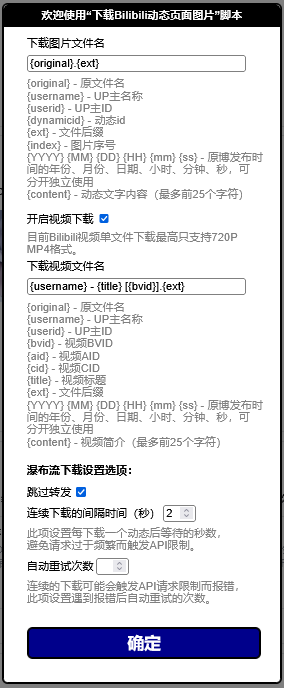 欢迎使用“下载Bilibili动态页面图片”脚本
下载图片文件名
{original}.{ext}
{original} - 原文件名
{username} - UP主名称
{userid} - UP主ID
{dynamicid} - 动态id
{ext} - 文件后缀
{index} - 图片序号
{YYYY} {MM} {DD} {HH} {mm} {ss} - 原博发布时
间的年份、月份、日期、小时、分钟、秒，可
分开独立使用
{content} - 动态文字内容（最多前25个字符）
开启视频下载
目前Bilibili视频单文件下载最高只支持720P
MP4格式。
下载视频文件名
{username} - {title} [{bvid}].{ext}
{original} - 原文件名
{username} - UP主名称
{userid} - UP主ID
{bvid} - 视频BVID
{aid} - 视频AID
{cid} - 视频CID
{title} - 视频标题
{ext} - 文件后缀
{YYYY} {MM} {DD} {HH} {mm} {ss} - 原博发布时
间的年份、月份、日期、小时、分钟、秒，可
分开独立使用
{content} - 视频简介（最多前25个字符）
瀑布流下载设置选项：
跳过转发
连续下载的间隔时间（秒） 2
此项设置每下载一个动态后等待的秒数，
避免请求过于频繁而触发API限制。
自动重试次数
连续的下载可能会触发API请求限制而报错，
此项设置遇到报错后自动重试的次数。
确定